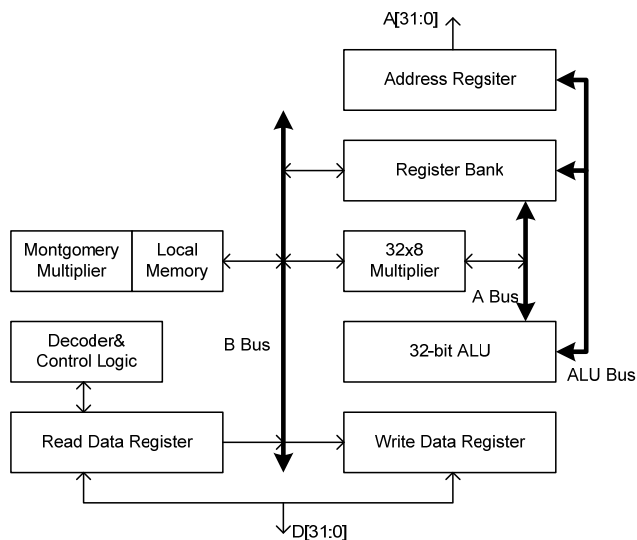 A[31:0]
Address Regsiter
Register Bank
Montgomery
Multiplier
Local
Memory
32x8
Multiplier
A Bus
Decoder&
Control Logic
B Bus
32-bit ALU
ALU Bus
Read Data Register
Write Data Register
D[31:0]